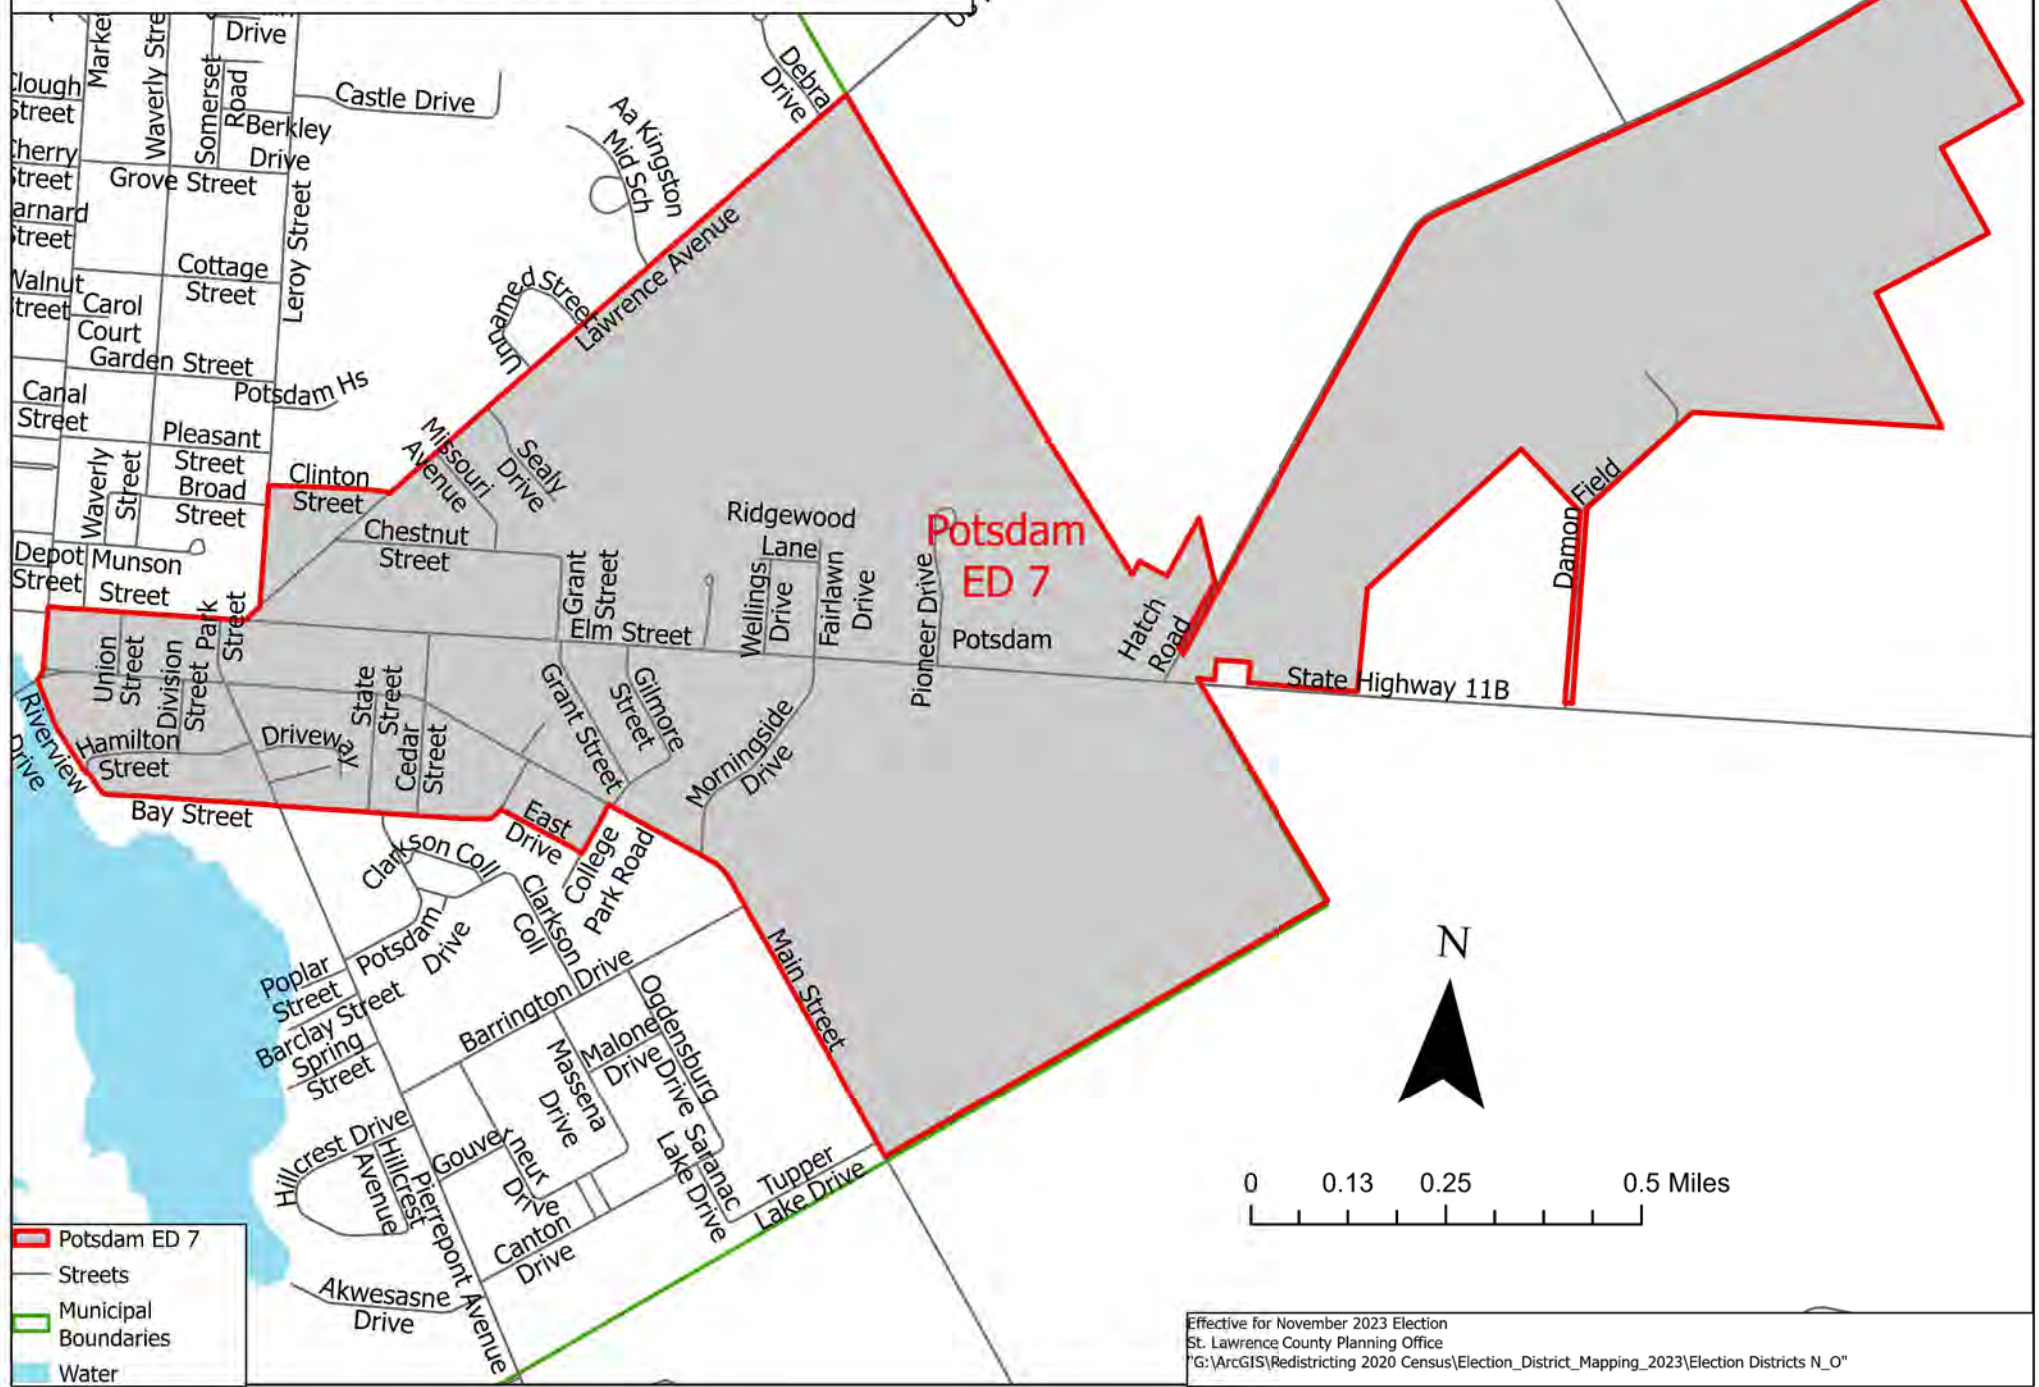 Drive
Market
Waverly Stre
Somerset
Road
Clough
Street
Castle Drive
Debra
Drive
Aa Kingston
Mid Sch
Berkley
Drive
Cherry
Street
Grove Street
Leroy Street
arnard
Street
Lawrence Avenue
Cottage
Street
Walnut
Street
Carol
Court
Unnamed Street
Garden Street
Potsdam Hs
Canal
Street
Pleasant
Street
Missouri
Avenue
Sealy
Drive
Clinton
Street
Broad
Street
Waverly
Street
Chestnut
Street
Ridgewood
Lane
Potsdam
ED 7
Damon
Field
Depot
Street
Munson
Street
Park
Street
Grant
Street
Elm Street
Wellings
Drive
Fairlawn
Drive
Pioneer Drive
Potsdam
Hatch
Road
State Highway 11B
Union
Street
Division
Street
State
Street
Cedar
Street
Grant Street
Gilmore
Street
Morningside
Drive
Riverview
Drive
Hamilton
Street
Driveway
Bay Street
East
Drive
College
Park Road
Clarkson Coll
Clarkson
Coll
Main Street
Potsdam
Drive
Poplar
Street
Barclay Street
Spring
Street
Barrington Drive
Ogdensburg
Drive
Malone
Drive
Massena
Drive
Hillcrest Drive
Hillcrest
Avenue
Gouverneux
Drive
Saranac
Lake Drive
Tupper
Lake Drive
Canton
Drive
Pierrepont Avenue
Akwesasne
Drive
N
0 0.13 0.25 0.5 Miles
Potsdam ED 7
Streets
Municipal
Boundaries
Water
Effective for November 2023 Election
St. Lawrence County Planning Office
"G:\ArcGIS\Redistricting 2020 Census\Election_District_Mapping_2023\Election Districts N_O"